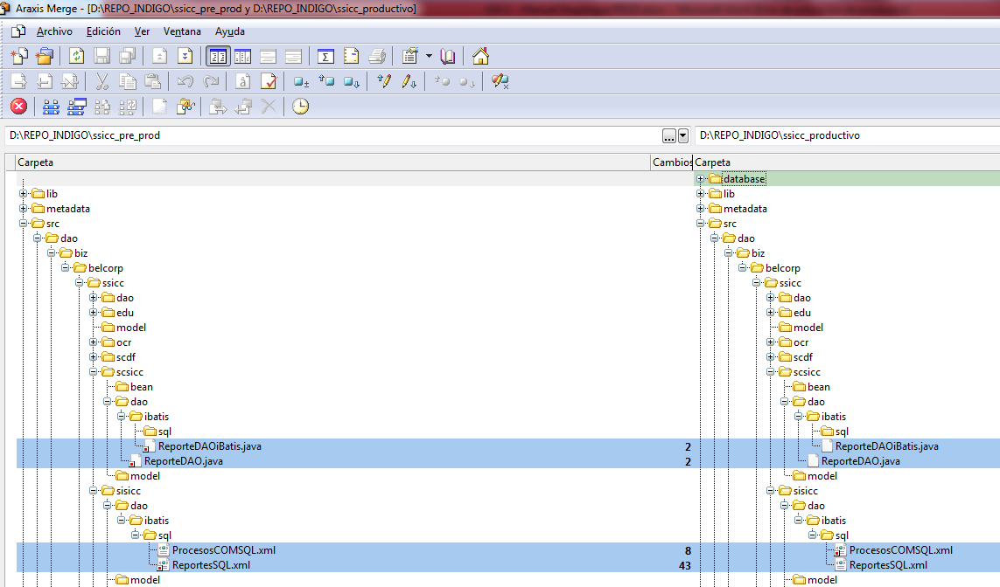 Araxis Merge - [D:\REPO_INDIGO\ssicc_pre_prod y D:\REPO_INDIGO\ssicc_productivo]
Archivo Edición Ver Ventana Ayuda
D:\REPO_INDIGO\ssicc_pre_prod ... D:\REPO_INDIGO\ssicc_productivo
Carpeta Cambios Carpeta
database
lib lib
metadata metadata
src src
dao dao
biz biz
belcorp belcorp
ssicc ssicc
dao dao
edu edu
model model
ocr ocr
scdf scdf
scsicc scsicc
bean bean
dao dao
ibatis ibatis
sql sql
ReporteDAOiBatis.java 2 ReporteDAOiBatis.java
ReporteDAO.java 2 ReporteDAO.java
model model
sisicc sisicc
dao dao
ibatis ibatis
sql sql
ProcesosCOMSQL.xml 8 ProcesosCOMSQL.xml
ReportesSQL.xml 43 ReportesSQL.xml
model model